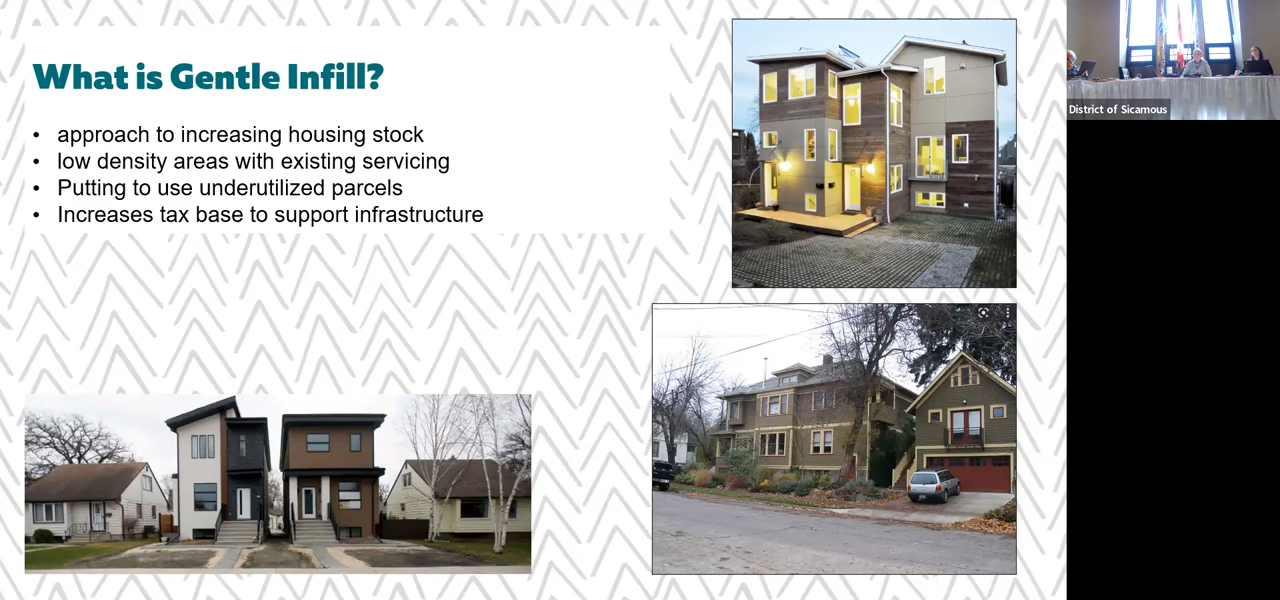 What is Gentle Infill?
• approach to increasing housing stock
• low density areas with existing servicing
• Putting to use underutilized parcels
• Increases tax base to support infrastructure
District of Sicamous